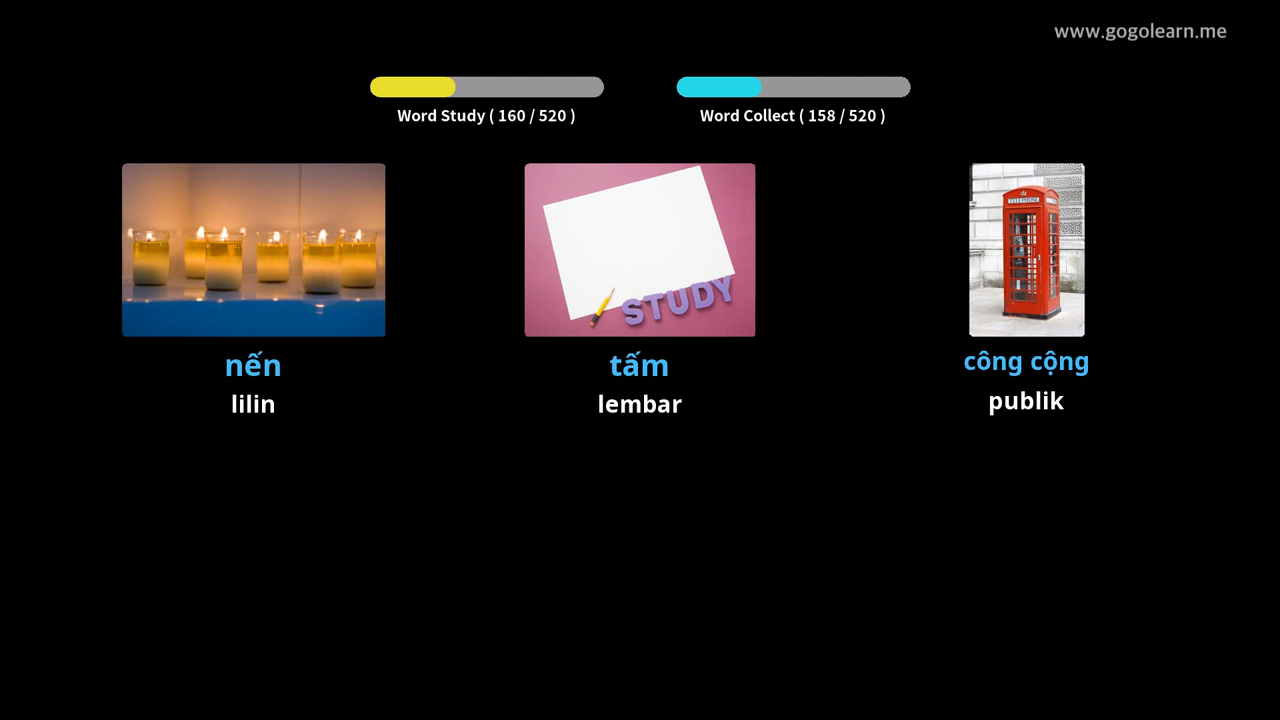 www.gogolearn.me
Word Study ( 160 / 520 )
Word Collect ( 158 / 520 )
TELEPHONE
STUDY
nến
tấm
công cộng
lilin
lembar
publik